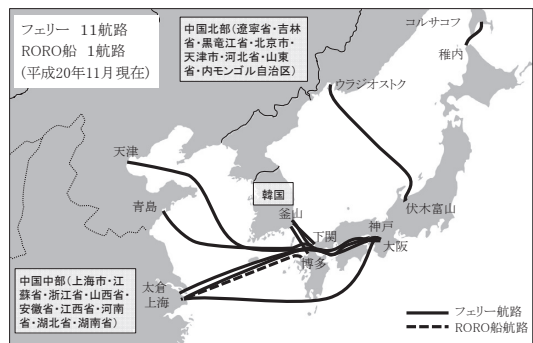 フェリー 11航路
RORO船 1航路
(平成20年11月現在)
中国北部(遼寧省・吉林
省・黒竜江省・北京市・
天津市・河北省・山東
省・内モンゴル自治区)
コルサコフ
稚内
ウラジオストク
天津
韓国
青島
釜山
伏木富山
下関
神戸
大阪
博多
太倉
上海
中国中部(上海市・江
蘇省・浙江省・山西省・
安徽省・江西省・河南
省・湖北省・湖南省)
フェリー航路
RORO船航路